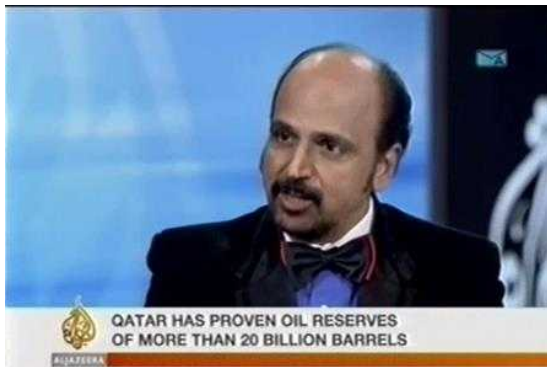 QATAR HAS PROVEN OIL RESERVES
OF MORE THAN 20 BILLION BARRELS
ALJAZEERA